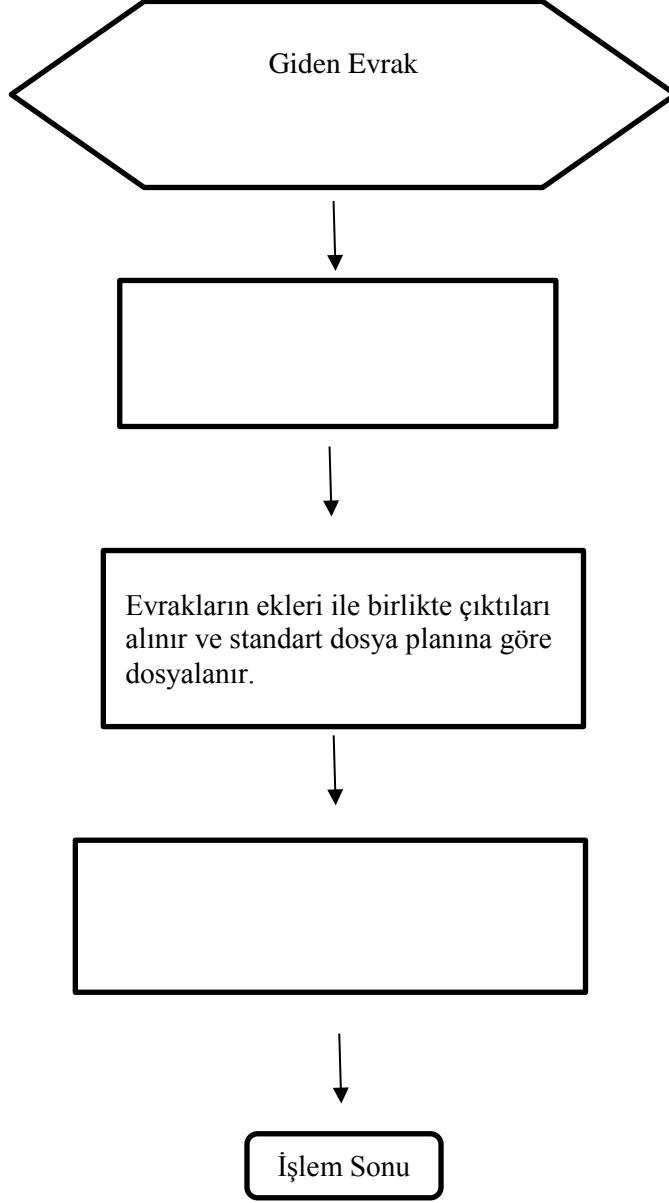 Giden Evrak
Evrakların ekleri ile birlikte çıktıları
alınır ve standart dosya planına göre
dosyalanır.
İşlem Sonu